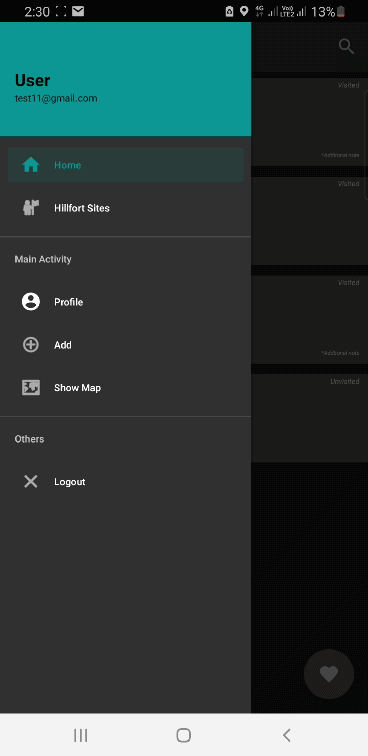 2:30
4G
Vo))
LTE2
13%
User
test11@gmail.com
Visited
Home
*Additional note
Visited
Hillfort Sites
Main Activity
Visited
Profile
Add
*Additional note
Unvisited
Show Map
Others
Logout